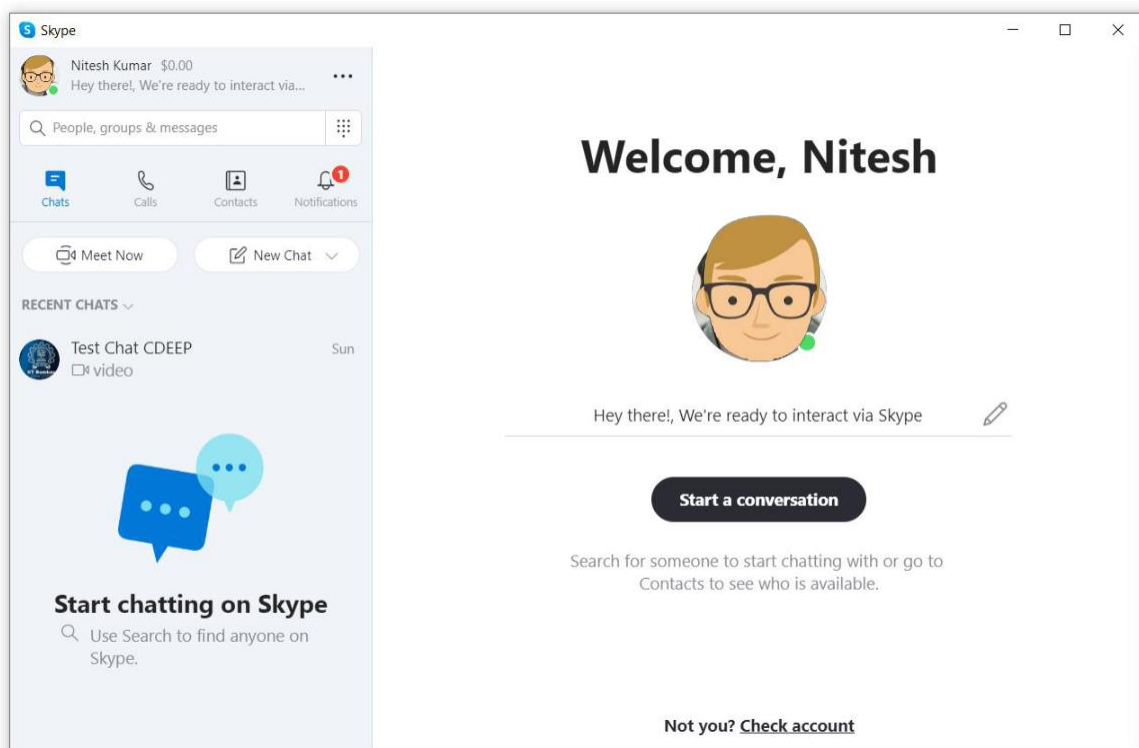 Skype
Nitesh Kumar $0.00
Hey there!, We're ready to interact via...
People, groups & messages
1
Chats
Calls
Contacts
Notifications
Meet Now
New Chat
RECENT CHATS
Test Chat CDEEP
Sun
video
Start chatting on Skype
Use Search to find anyone on
Skype.
Welcome, Nitesh
Hey there!, We're ready to interact via Skype
Start a conversation
Search for someone to start chatting with or go to
Contacts to see who is available.
Not you? Check account